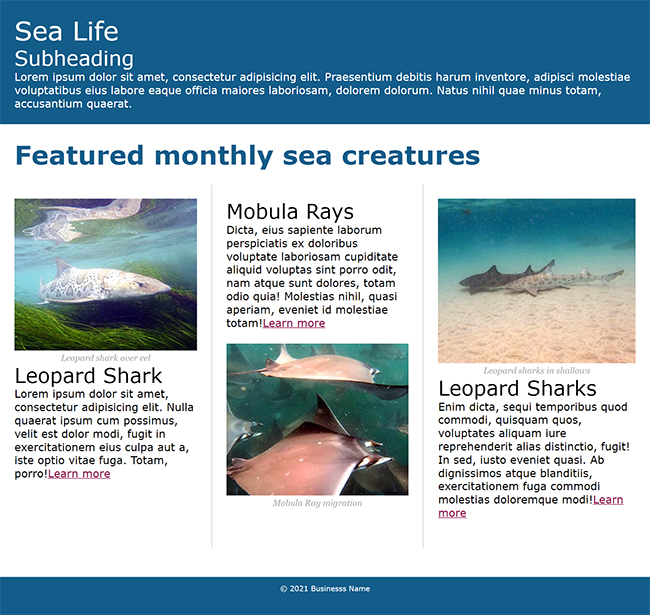 Sea Life
Subheading
Lorem ipsum dolor sit amet, consectetur adipisicing elit. Praesentium debitis harum inventore, adipisci molestiae
voluptatibus eius labore eaque officia maiores laboriosam, dolorem dolorum. Natus nihil quae minus totam,
accusantium quaerat.
Featured monthly sea creatures
Leopard shark over eel
Leopard Shark
Lorem ipsum dolor sit amet,
consectetur adipisicing elit. Nulla
quaerat ipsum cum possimus,
velit est dolor modi, fugit in
exercitationem eius culpa aut a,
iste optio vitae fuga. Totam,
porro!Learn more
Mobula Rays
Dicta, eius sapiente laborum
perspiciatis ex doloribus
voluptate laboriosam cupiditate
aliquid voluptas sint porro odit,
nam atque sunt dolores, totam
odio quia! Molestias nihil, quasi
aperiam, eveniet id molestiae
totam!Learn more
Mobula Ray migration
Leopard sharks in shallows
Leopard Sharks
Enim dicta, sequi temporibus quod
commodi, quisquam quos,
voluptates aliquam iure
reprehenderit alias distinctio, fugit!
In sed, iusto eveniet quasi. Ab
dignissimos atque blanditiis,
exercitationem fuga commodi
molestias doloremque modi!Learn
more
© 2021 Businesss Name